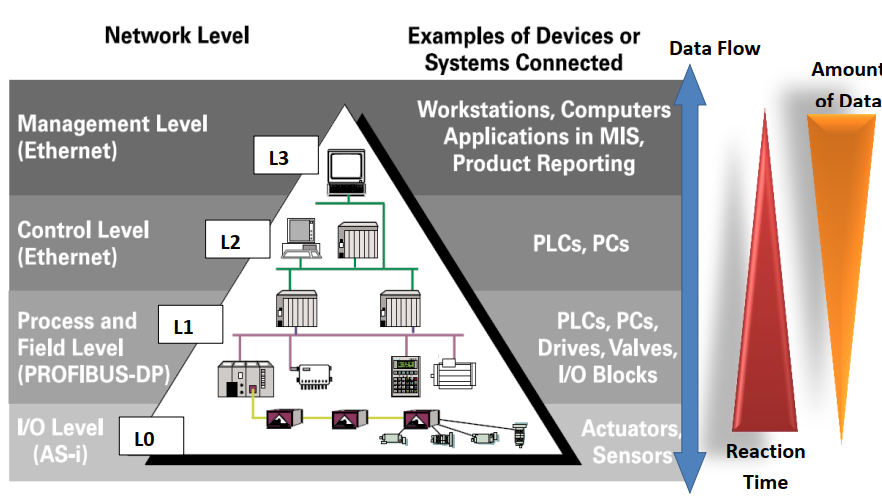 Network Level
Examples of Devices or
Systems Connected
Data Flow
Amount
of Data
Management Level
(Ethernet)
L3
Workstations, Computers
Applications in MIS,
Product Reporting
Control Level
(Ethernet)
L2
PLCs, PCs
Process and
Field Level
(PROFIBUS-DP)
L1
PLCs, PCs,
Drives, Valves,
I/O Blocks
I/O Level
(AS-i)
L0
Actuators,
Sensors
Reaction
Time